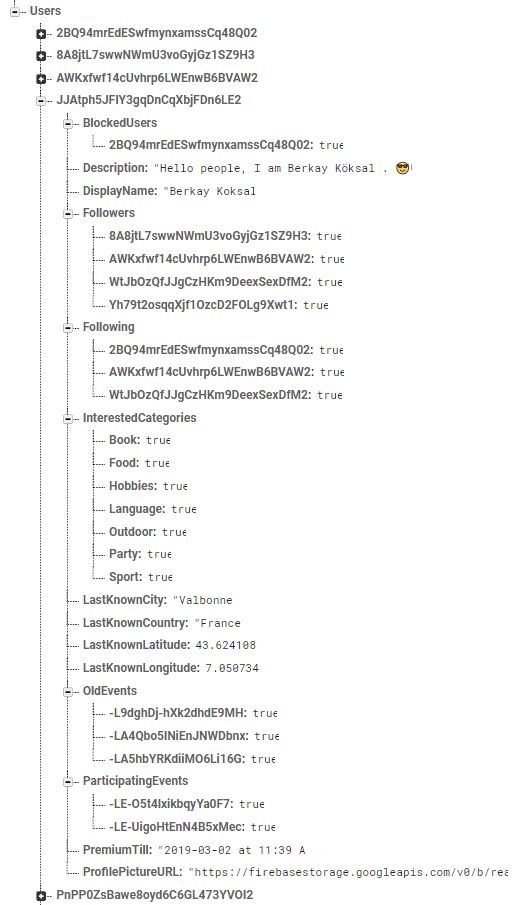 Users
2BQ94mrEdESwfmynxamssCq48Q02
8A8jtL7swwNWmU3voGyjGz1SZ9H3
AWKxfwf14cUvhrp6LWEnwB6BVAW2
JJAtph5JFIY3gqDnCqXbjFDn6LE2
BlockedUsers
2BQ94mrEdESwfmynxamssCq48Q02: true
Description: "Hello people, I am Berkay Köksal . 😎
DisplayName: "Berkay Koksal
Followers
8A8jtL7swwNWmU3voGyjGz1SZ9H3: true
AWKxfwf14cUvhrp6LWEnwB6BVAW2: true
WtJbOzQfJJgCzHKm9DeexSexDfM2: true
Yh79t2osqqXjf1OzcD2FOLg9Xwt1: true
Following
2BQ94mrEdESwfmynxamssCq48Q02: true
AWKxfwf14cUvhrp6LWEnwB6BVAW2: true
WtJbOzQfJJgCzHKm9DeexSexDfM2: true
InterestedCategories
Book: true
Food: true
Hobbies: true
Language: true
Outdoor: true
Party: true
Sport: true
LastKnownCity: "Valbonne
LastKnownCountry: "France
LastKnownLatitude: 43.624108
LastKnownLongitude: 7.050734
OldEvents
-L9dghDj-hXk2dhdE9MH: true
-LA4Qbo5INiEnJNWDbnx: true
-LA5hbYRKdiiMO6Li16G: true
ParticipatingEvents
-LE-O5t4IxikbqyYa0F7: true
-LE-UigoHtEnN4B5xMec: true
PremiumTill: "2019-03-02 at 11:39 A
ProfilePictureURL: "https://firebasestorage.googleapis.com/v0/b/rea
PnPP0ZsBawe8oyd6C6GL473YVOI2